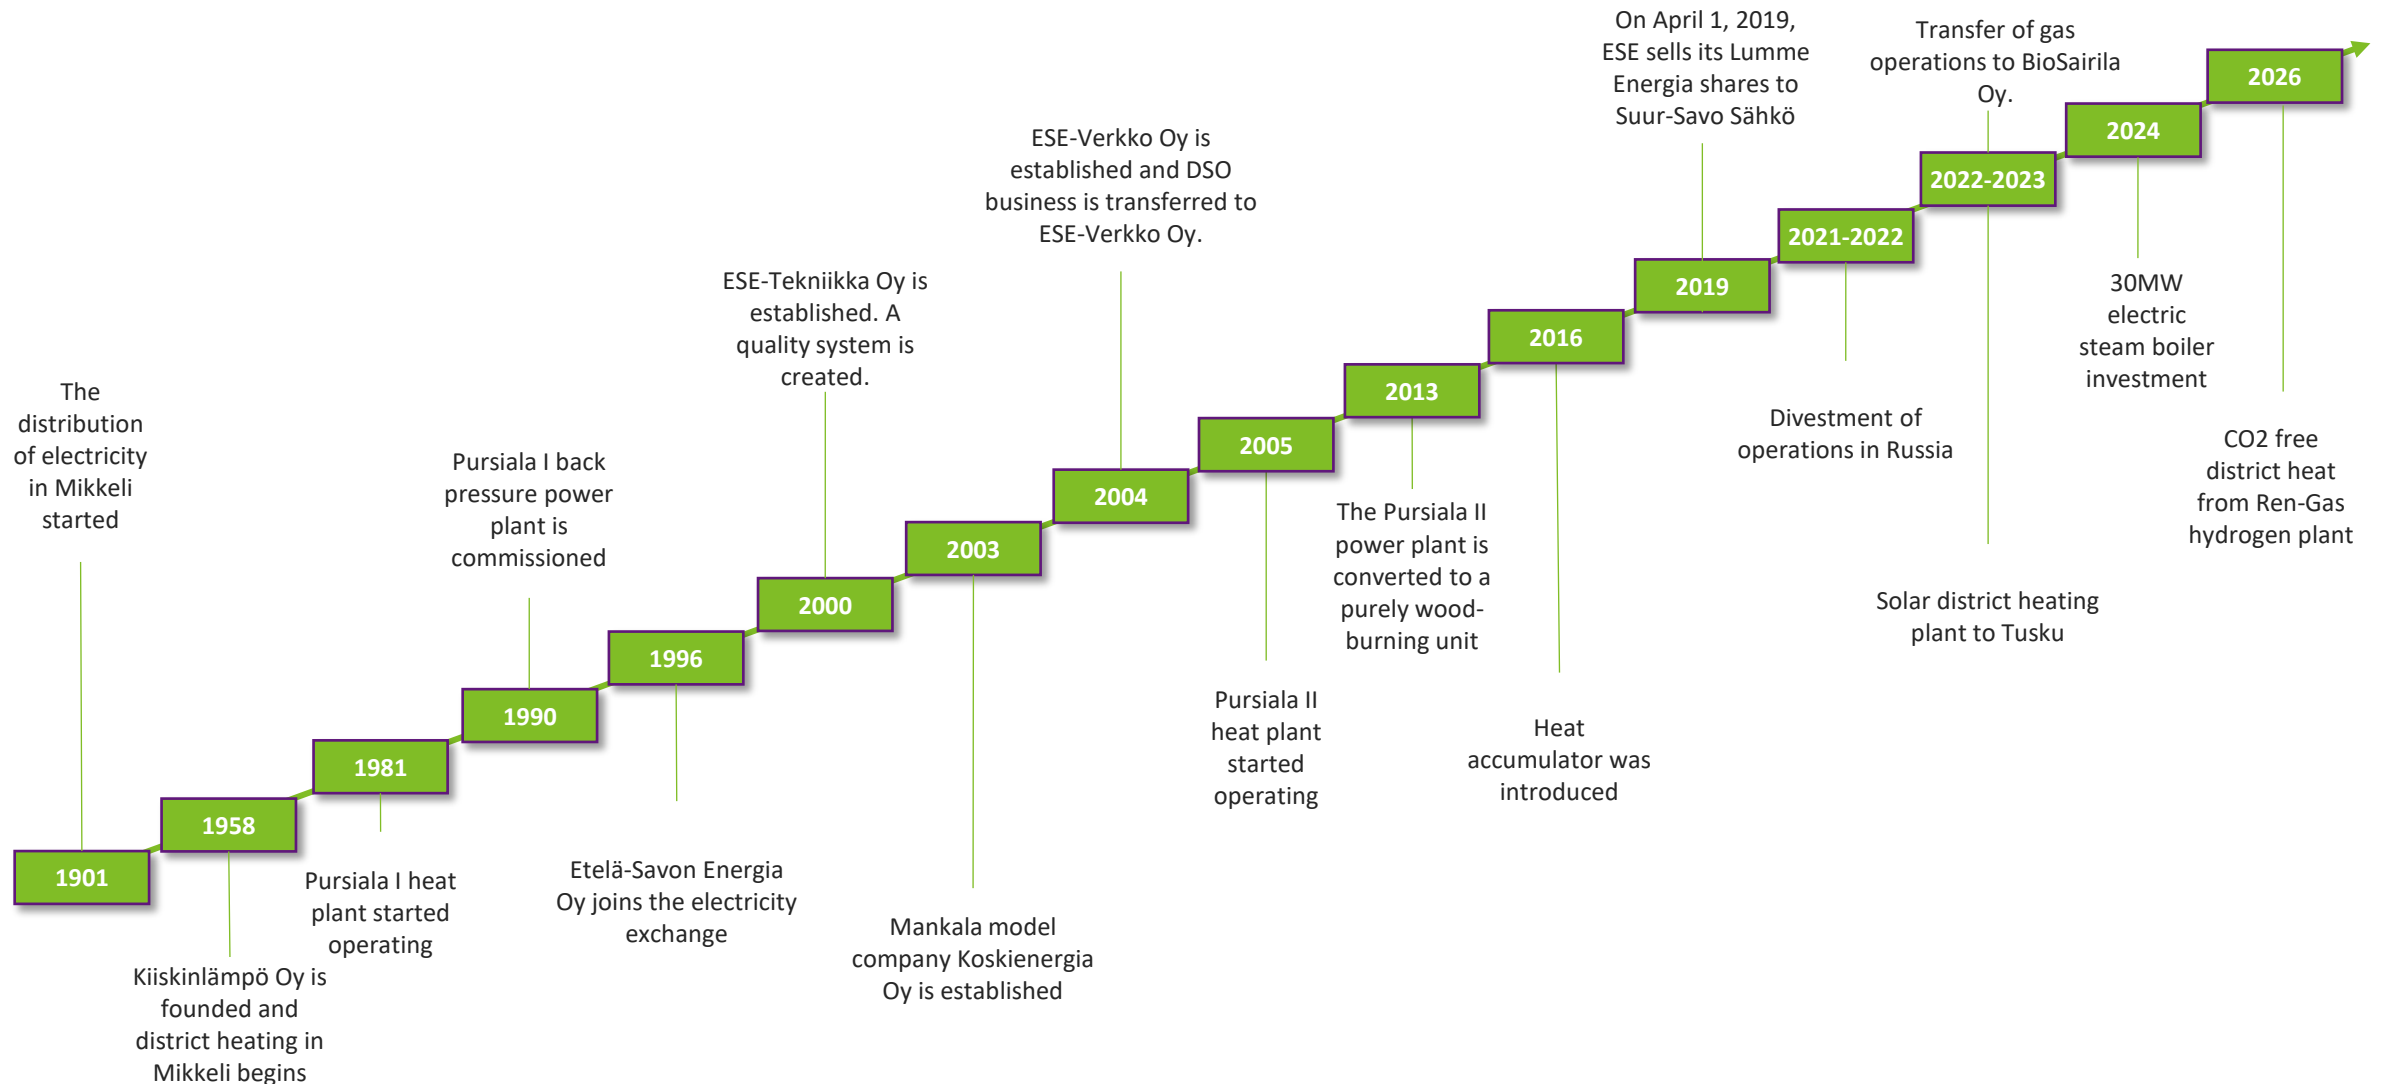 1901
The
distribution
of electricity
in Mikkeli
started
1958
Kiiskinlämpö Oy is
founded and
district heating in
Mikkeli begins
1981
Pursiala I heat
plant started
operating
1990
Pursiala I back
pressure power
plant is
commissioned
1996
Etelä-Savon Energia
Oy joins the electricity
exchange
2000
ESE-Tekniikka Oy is
established. A
quality system is
created.
2003
Mankala model
company Koskienergia
Oy is established
2004
ESE-Verkko Oy is
established and DSO
business is transferred to
ESE-Verkko Oy.
2005
Pursiala II
heat plant
started
operating
2013
The Pursiala II
power plant is
converted to a
purely wood-
burning unit
2016
Heat
accumulator was
introduced
2019
On April 1, 2019,
ESE sells its Lumme
Energia shares to
Suur-Savo Sähkö
2021-2022
Divestment of
operations in Russia
2022-2023
Transfer of gas
operations to BioSairila
Oy.
Solar district heating
plant to Tusku
2024
30MW
electric
steam boiler
investment
2026
CO2 free
district heat
from Ren-Gas
hydrogen plant